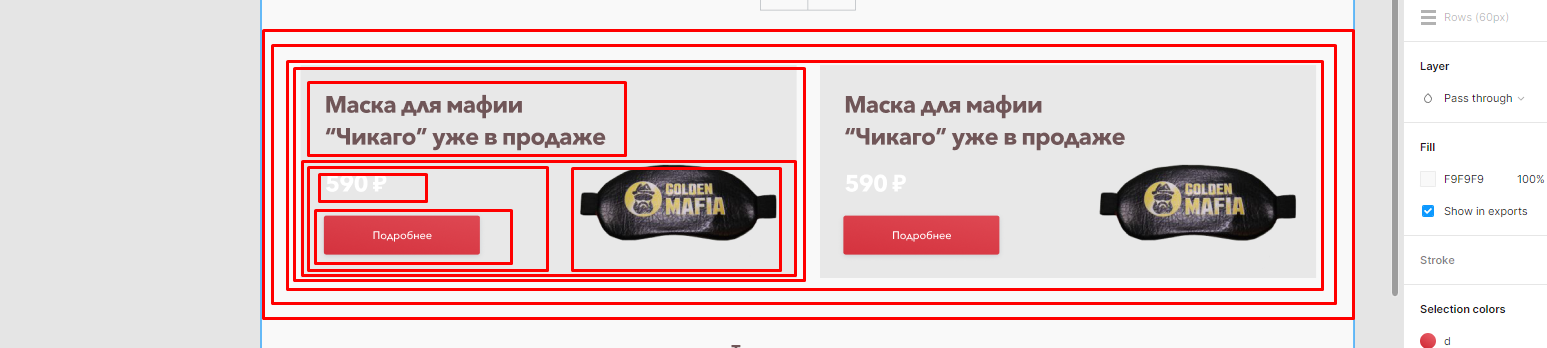 Rows (60px)
Layer
Pass through
Fill
F9F9F9 100%
Show in exports
Stroke
Selection colors
d
Маска для мафии
“Чикаго” уже в продаже
590 ₽
GOLDEN
MAFIA
Подробнее
Маска для мафии
“Чикаго” уже в продаже
590 ₽
GOLDEN
MAFIA
Подробнее